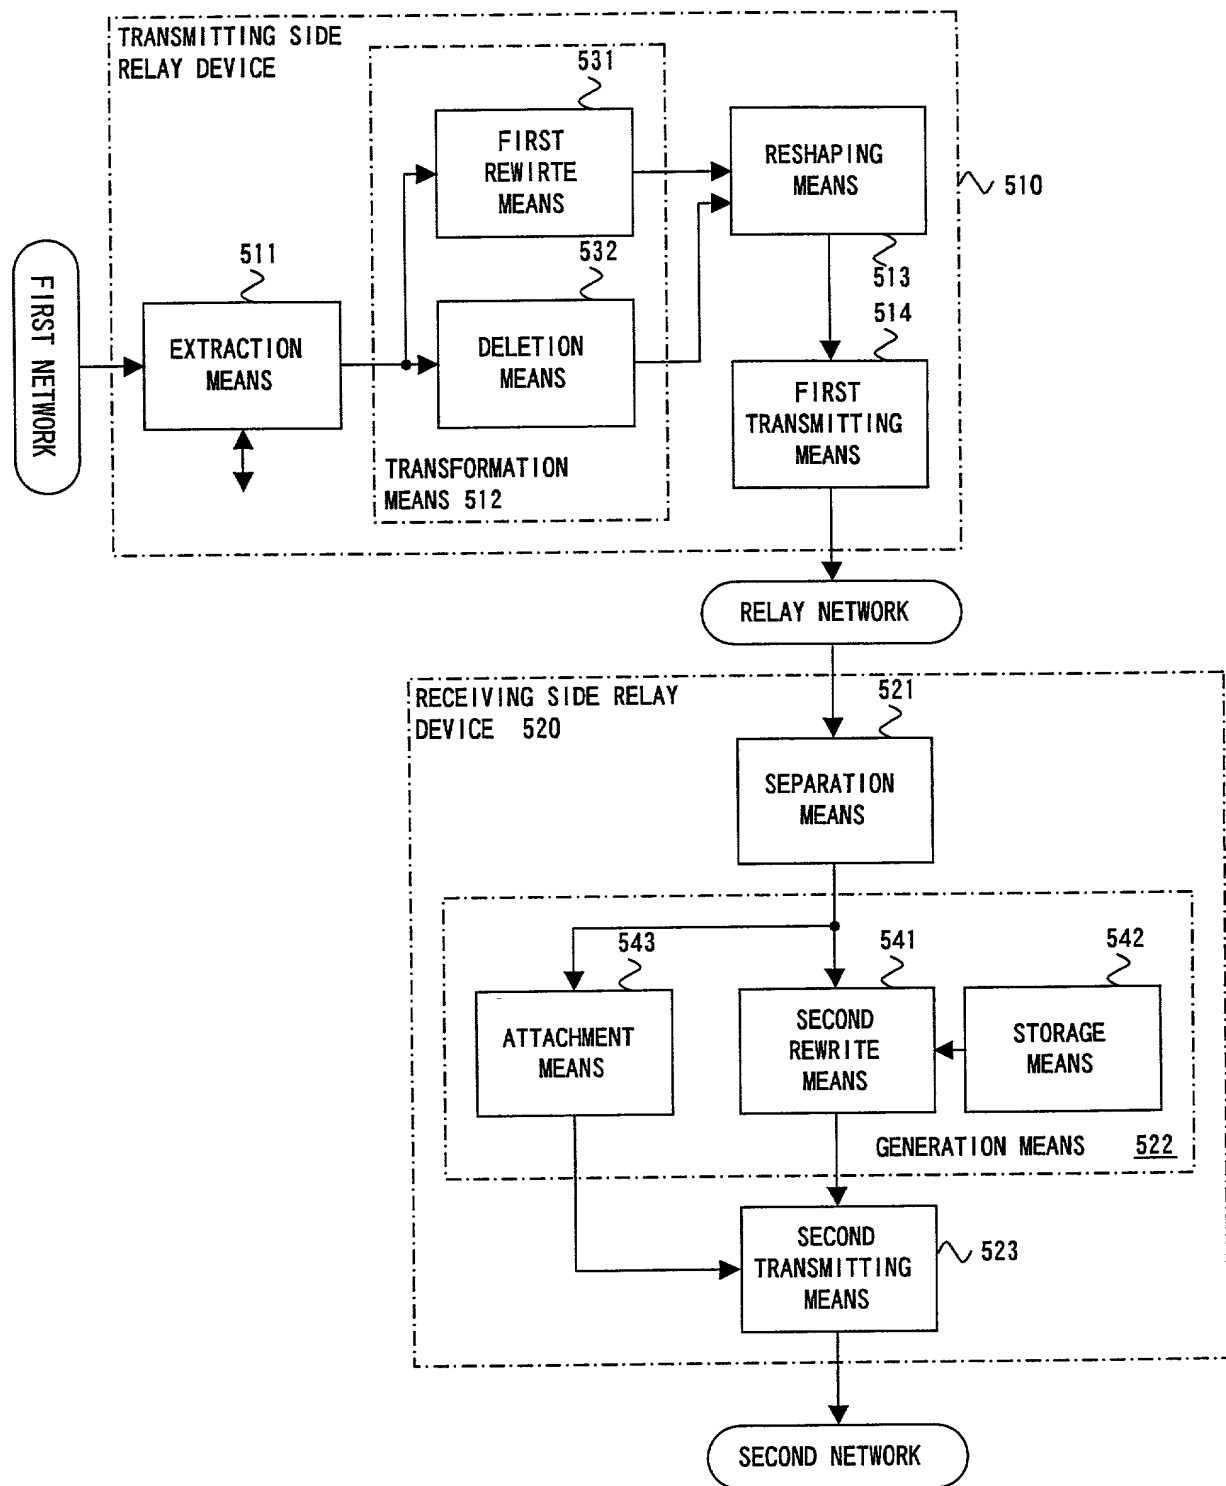 TRANSMITTING SIDE
RELAY DEVICE
531
FIRST
REWIRTE
MEANS
RESHAPING
MEANS
510
FIRST NETWORK
511
EXTRACTION
MEANS
532
DELETION
MEANS
513
514
FIRST
TRANSMITTING
MEANS
TRANSFORMATION
MEANS 512
RELAY NETWORK
RECEIVING SIDE RELAY
DEVICE 520
521
SEPARATION
MEANS
543
ATTACHMENT
MEANS
541
SECOND
REWRITE
MEANS
542
STORAGE
MEANS
GENERATION MEANS 522
SECOND
TRANSMITTING
MEANS
523
SECOND NETWORK